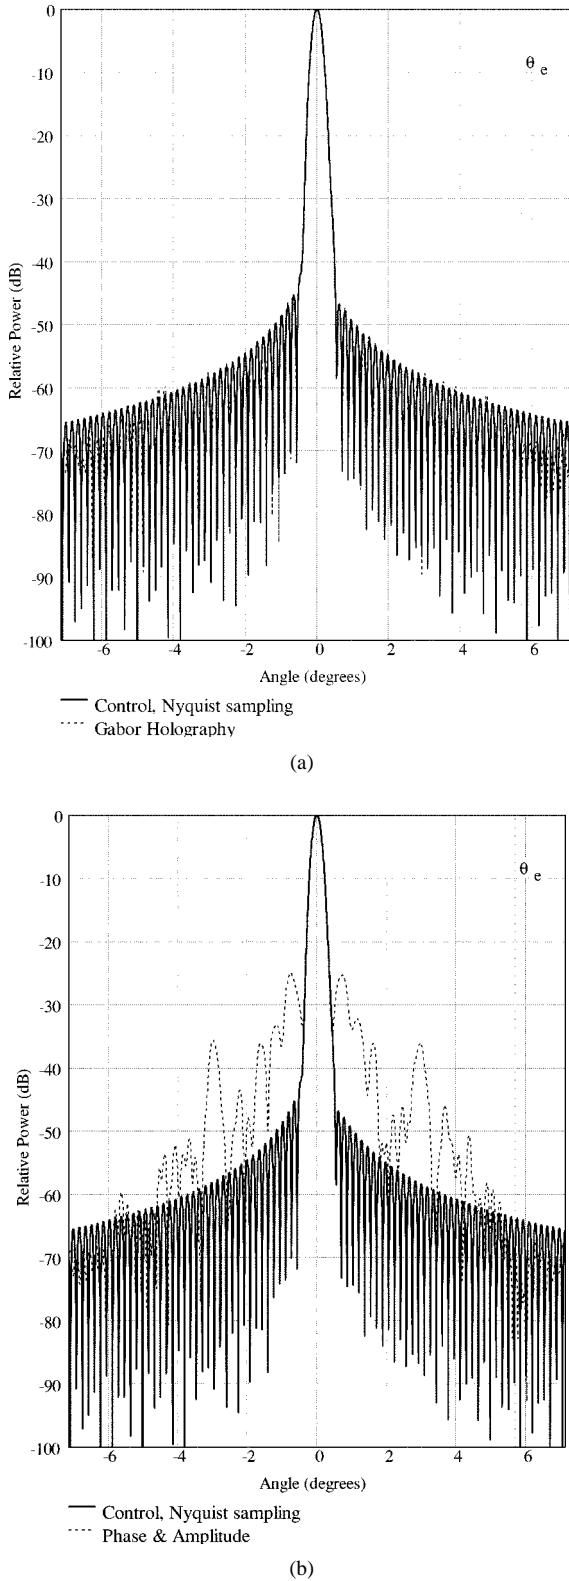 0
-10
-20
-30
-40
-50
-60
-70
-80
-90
-100
Relative Power (dB)
θ e
-6 -4 -2 0 2 4 6
Angle (degrees)
Control, Nyquist sampling
Gabor Holography
(a)
0
-10
-20
-30
-40
-50
-60
-70
-80
-90
-100
Relative Power (dB)
θ e
-6 -4 -2 0 2 4 6
Angle (degrees)
Control, Nyquist sampling
Phase & Amplitude
(b)